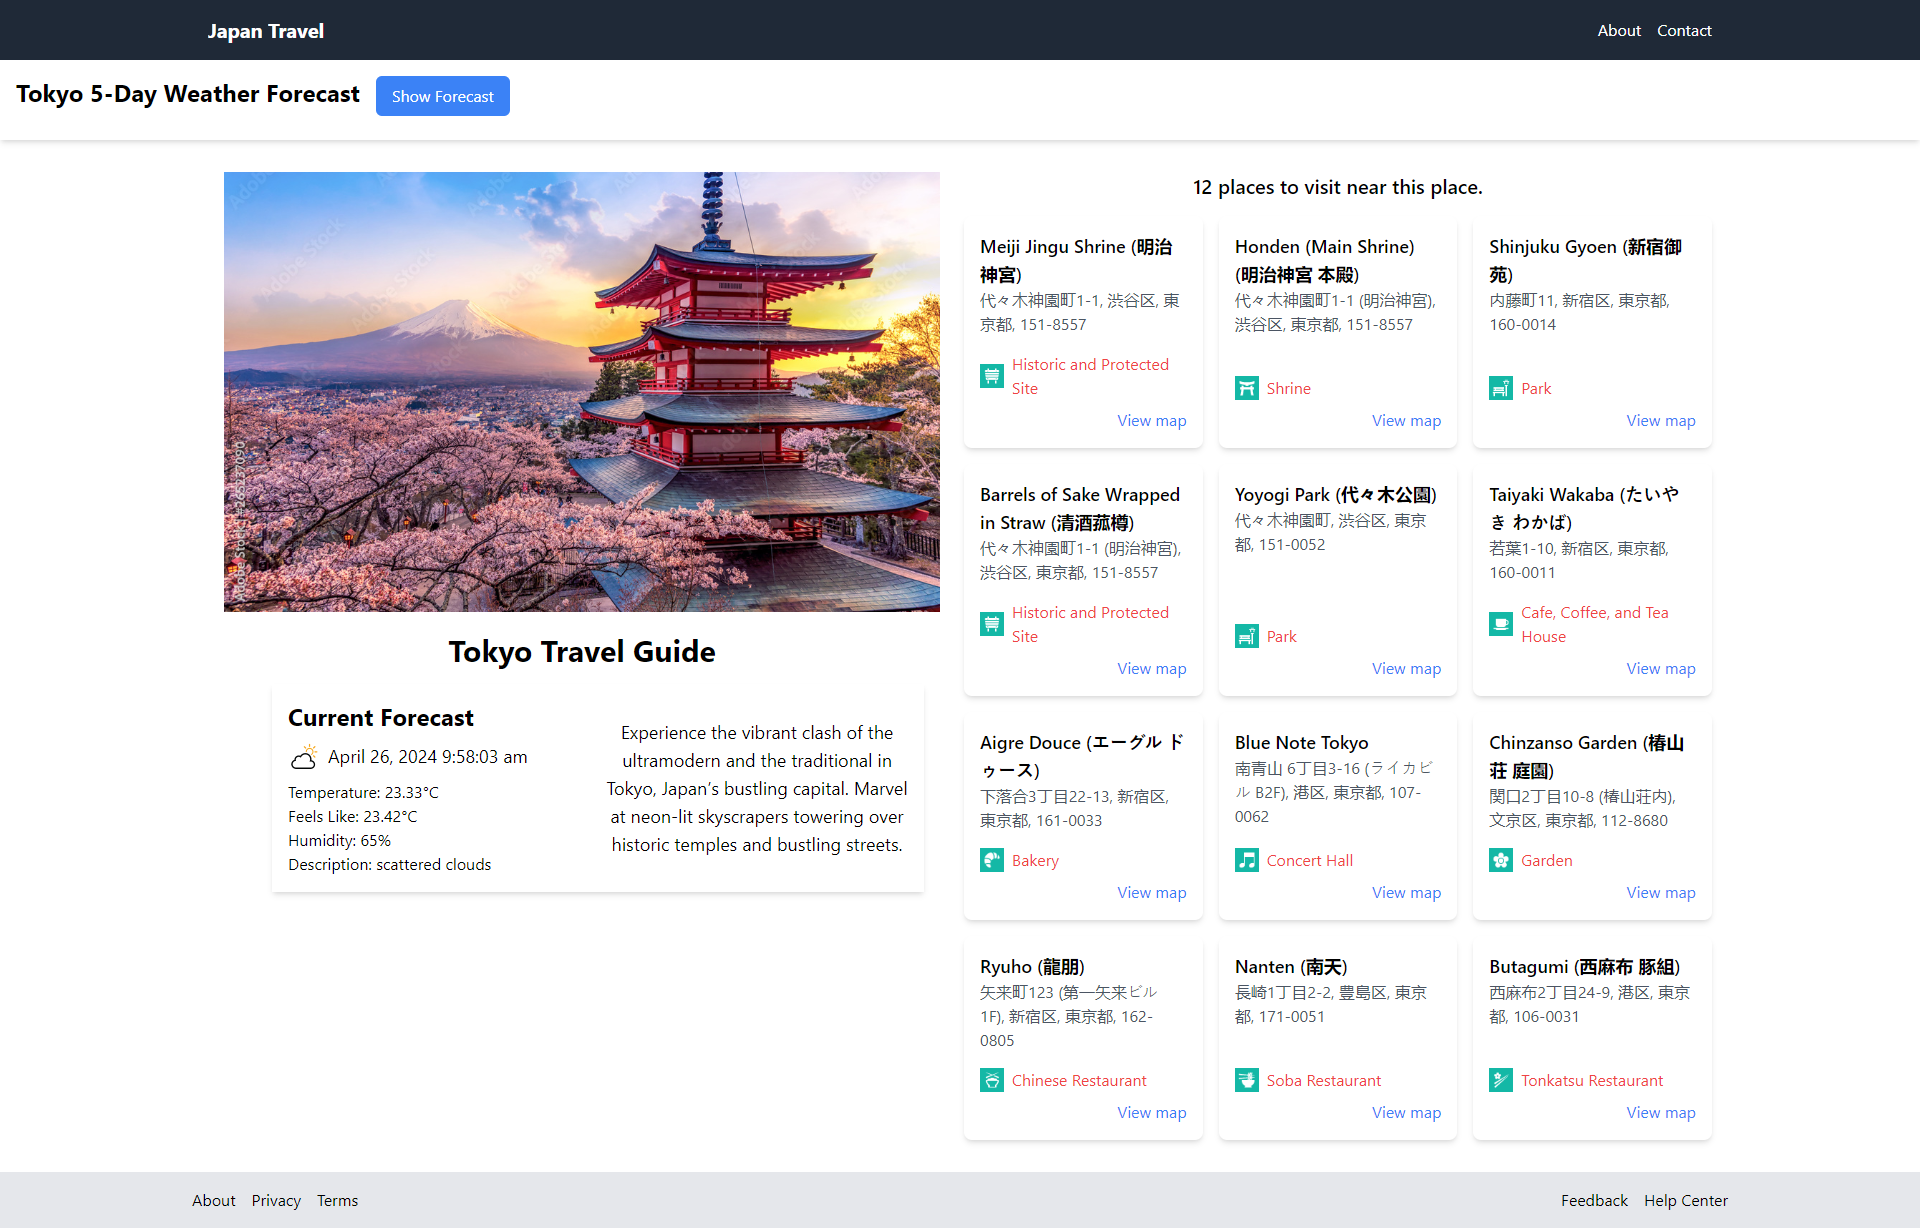 Japan Travel
About
Contact
Tokyo 5-Day Weather Forecast
Show Forecast
Tokyo Travel Guide
Current Forecast
April 26, 2024 9:58:03 am
Temperature: 23.33°C
Feels Like: 23.42°C
Humidity: 65%
Description: scattered clouds
Experience the vibrant clash of the
ultramodern and the traditional in
Tokyo, Japan's bustling capital. Marvel
at neon-lit skyscrapers towering over
historic temples and bustling streets.
12 places to visit near this place.
Meiji Jingu Shrine (明治
神宮)
代々木神園町1-1, 渋谷区, 東
京都, 151-8557
Historic and Protected
Site
View map
Honden (Main Shrine)
(明治神宮 本殿)
代々木神園町1-1 (明治神宮),
渋谷区, 東京都, 151-8557
Shrine
View map
Shinjuku Gyoen (新宿御
苑)
内藤町11, 新宿区, 東京都,
160-0014
Park
View map
Barrels of Sake Wrapped
in Straw (清酒菰樽)
代々木神園町1-1 (明治神宮),
渋谷区, 東京都, 151-8557
Historic and Protected
Site
View map
Yoyogi Park (代々木公園)
代々木神園町, 渋谷区, 東京
都, 151-0052
Park
View map
Taiyaki Wakaba (たいや
き わかば)
若葉1-10, 新宿区, 東京都,
160-0011
Cafe, Coffee, and Tea
House
View map
Aigre Douce (エーグル ド
ゥース)
下落合3丁目22-13, 新宿区,
東京都, 161-0033
Bakery
View map
Blue Note Tokyo
南青山 6丁目3-16 (ライカビ
ル B2F), 港区, 東京都, 107-
0062
Concert Hall
View map
Chinzanso Garden (椿山
荘 庭園)
関口2丁目10-8 (椿山荘内),
文京区, 東京都, 112-8680
Garden
View map
Ryuho (龍朋)
矢来町123 (第一矢来ビル
1F), 新宿区, 東京都, 162-
0805
Chinese Restaurant
View map
Nanten (南天)
長崎1丁目2-2, 豊島区, 東京
都, 171-0051
Soba Restaurant
View map
Butagumi (西麻布 豚組)
西麻布2丁目24-9, 港区, 東京
都, 106-0031
Tonkatsu Restaurant
View map
About
Privacy
Terms
Feedback
Help Center